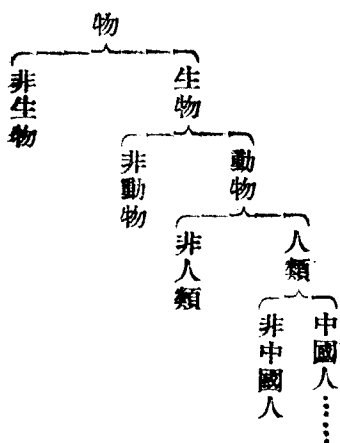 物
生物
非生物
動物
非動物
人類
非人類
中國人……
非中國人